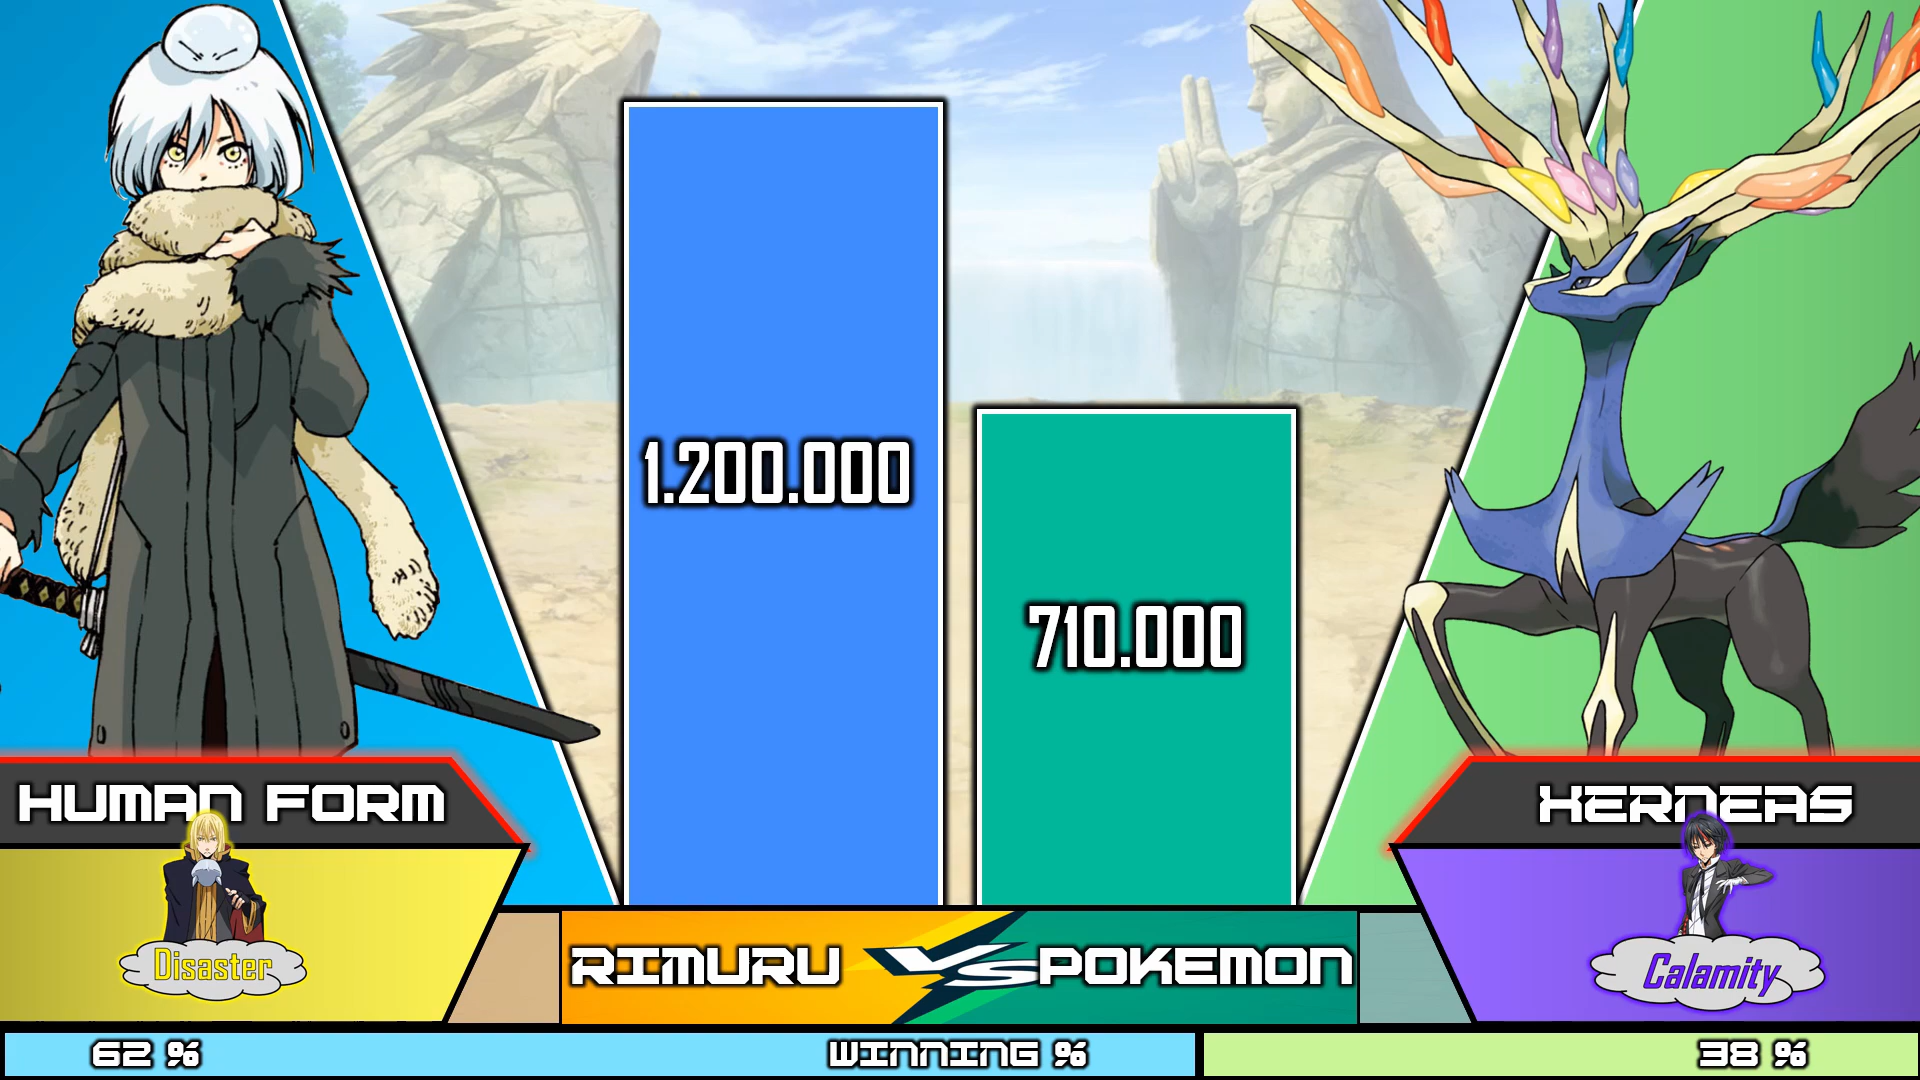 1.200.000
710.000
HUMAN FORM
XERNEAS
Disaster
Calamity
RIMURU VS POKEMON
62 %
WINNING %
38 %